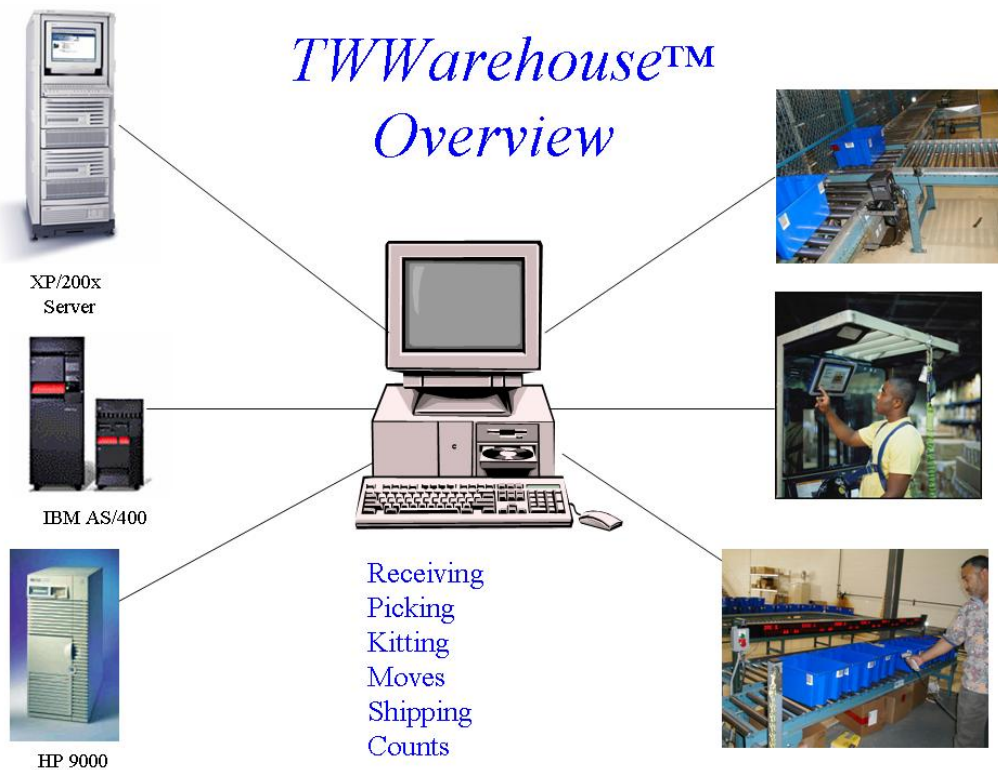 TWWarehouse™
Overview
XP/200x
Server
IBM AS/400
HP 9000
Receiving
Picking
Kitting
Moves
Shipping
Counts